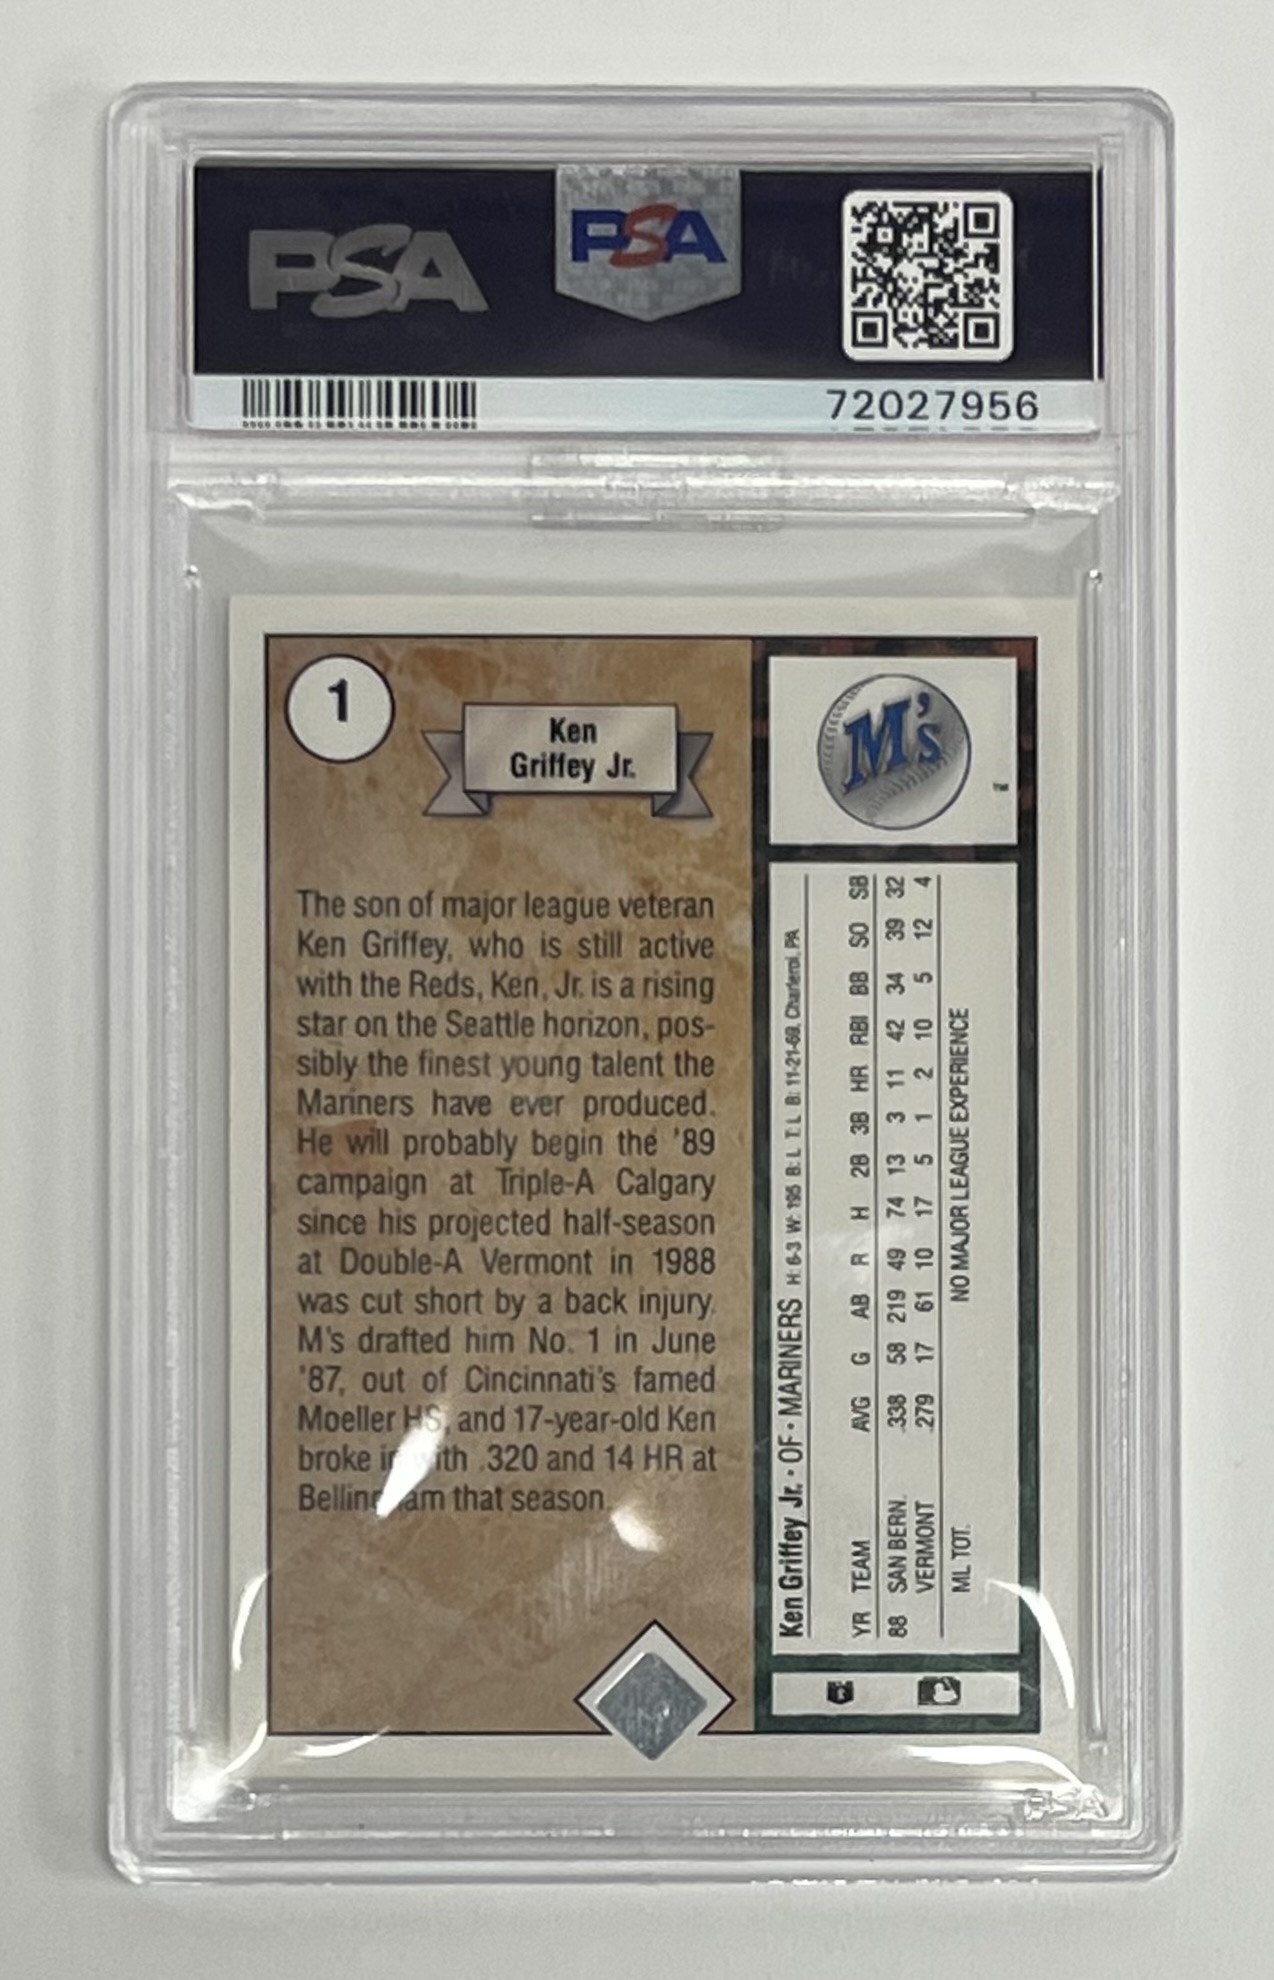 PSA
PSA
72027956
1
Ken
Griffey Jr.
M's
TM
The son of major league veteran
Ken Griffey, who is still active
with the Reds, Ken, Jr. is a rising
star on the Seattle horizon, pos-
sibly the finest young talent the
Mariners have ever produced.
He will probably begin the '89
campaign at Triple-A Calgary
since his projected half-season
at Double-A Vermont in 1988
was cut short by a back injury.
M's drafted him No. 1 in June
'87, out of Cincinnati's famed
Moeller HS, and 17-year-old Ken
broke in with .320 and 14 HR at
Bellingham that season.
Ken Griffey Jr. • OF • MARINERS H: 6-3 W: 195 B: L T: L B: 11-21-69, Charleroi, PA
YR TEAM AVG G AB R H 2B 3B HR RBI BB SO SB
88 SAN BERN. .338 58 219 49 74 13 3 11 42 34 39 32
VERMONT .279 17 61 10 17 5 1 2 10 5 12 4
ML TOT. NO MAJOR LEAGUE EXPERIENCE